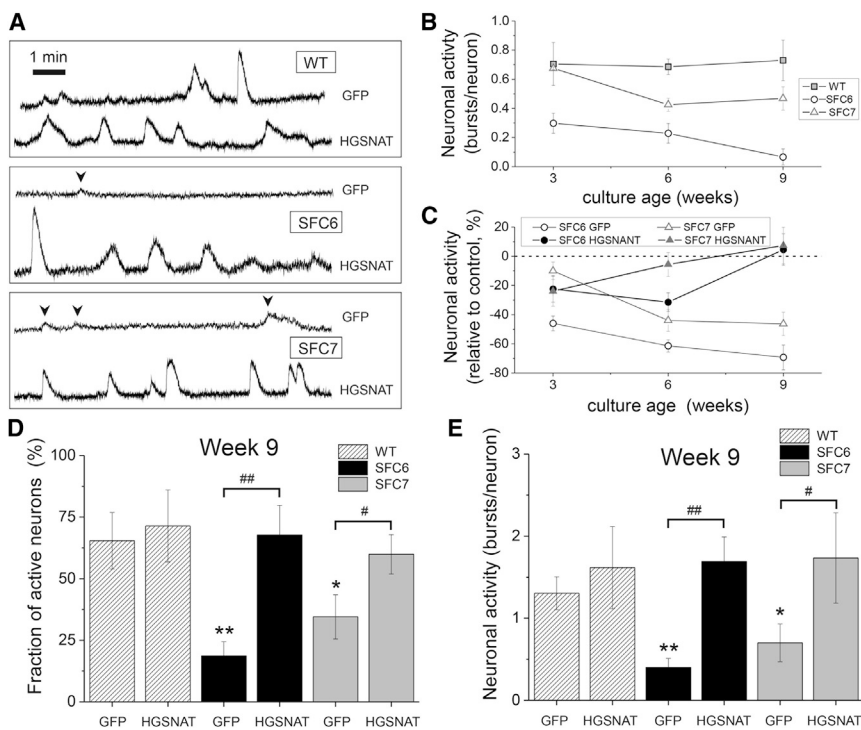 A
1 min
WT
GFP
HGSNAT
GFP
SFC6
HGSNAT
GFP
SFC7
HGSNAT
B
Neuronal activity
(bursts/neuron)
1.0
0.8
0.6
0.4
0.2
0.0
3
6
9
culture age (weeks)
WT
SFC6
SFC7
C
Neuronal activity
(relative to control, %)
20
0
-20
-40
-60
-80
SFC6 GFP
SFC7 GFP
SFC6 HGSNANT
SFC7 HGSNANT
3
6
9
culture age (weeks)
D
Week 9
WT
SFC6
SFC7
Fraction of active neurons (%)
100
75
50
25
0
##
#
**
*
GFP
HGSNAT
GFP
HGSNAT
GFP
HGSNAT
E
Week 9
WT
SFC6
SFC7
Neuronal activity (bursts/neuron)
3
2
1
0
##
#
**
*
GFP
HGSNAT
GFP
HGSNAT
GFP
HGSNAT